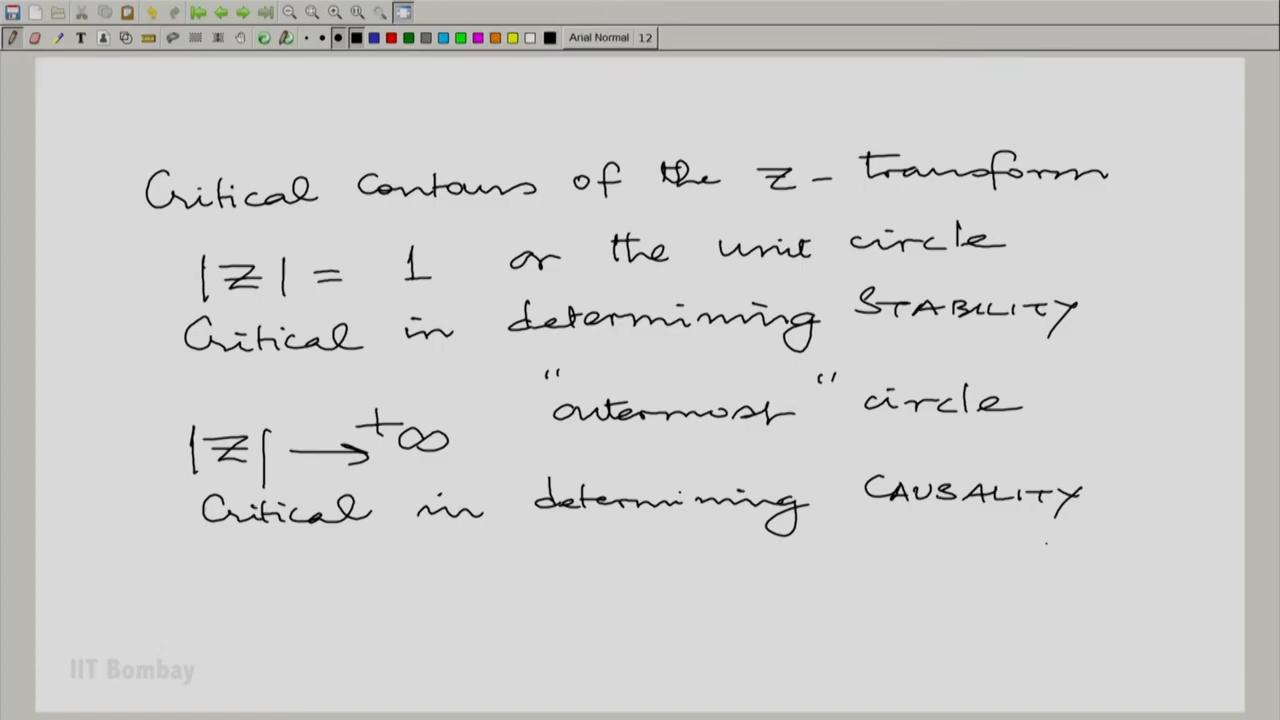 Arial Normal 12
Critical Contours of the Z-transform
|Z| = 1 or the unit circle
Critical in determining STABILITY
"outermost" circle
|Z| → +∞
Critical in determining CAUSALITY
IIT Bombay